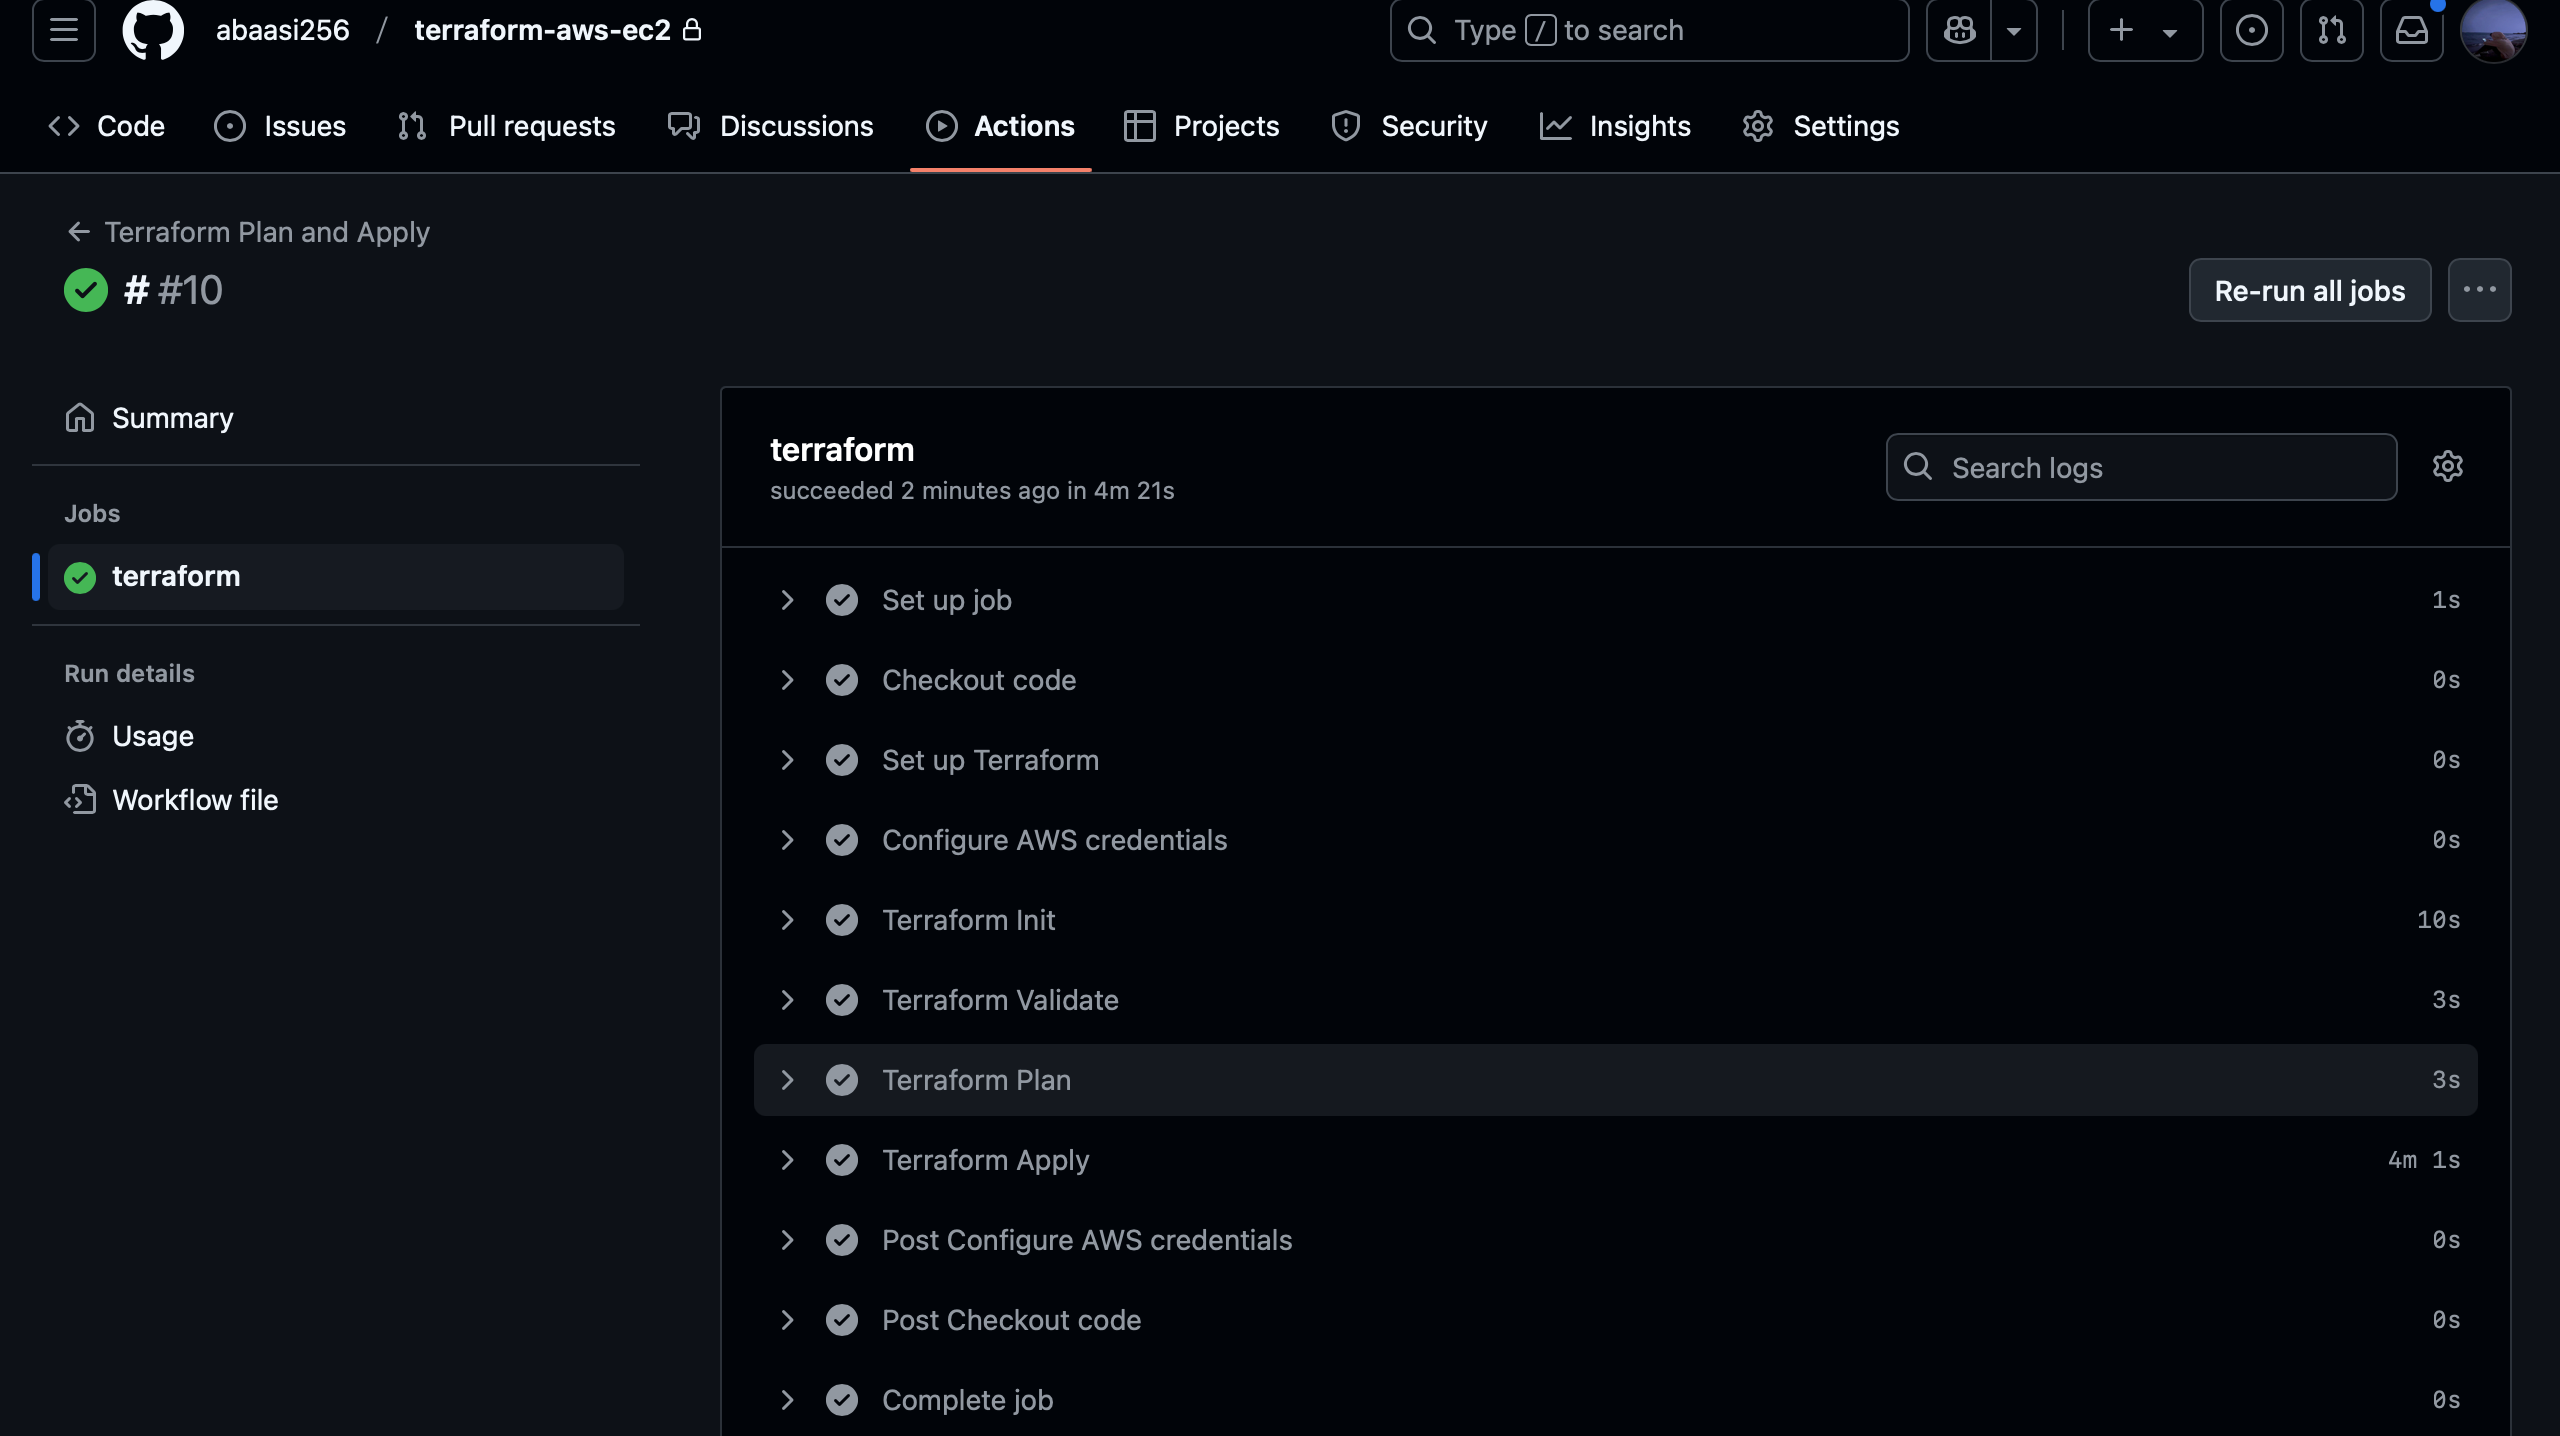 abaasi256 / terraform-aws-ec2
Type / to search
Code Issues Pull requests Discussions Actions Projects Security Insights Settings
Terraform Plan and Apply
# #10
Re-run all jobs
Summary
Jobs
terraform
Run details
Usage
Workflow file
terraform
succeeded 2 minutes ago in 4m 21s
Search logs
Set up job 1s
Checkout code 0s
Set up Terraform 0s
Configure AWS credentials 0s
Terraform Init 10s
Terraform Validate 3s
Terraform Plan 3s
Terraform Apply 4m 1s
Post Configure AWS credentials 0s
Post Checkout code 0s
Complete job 0s